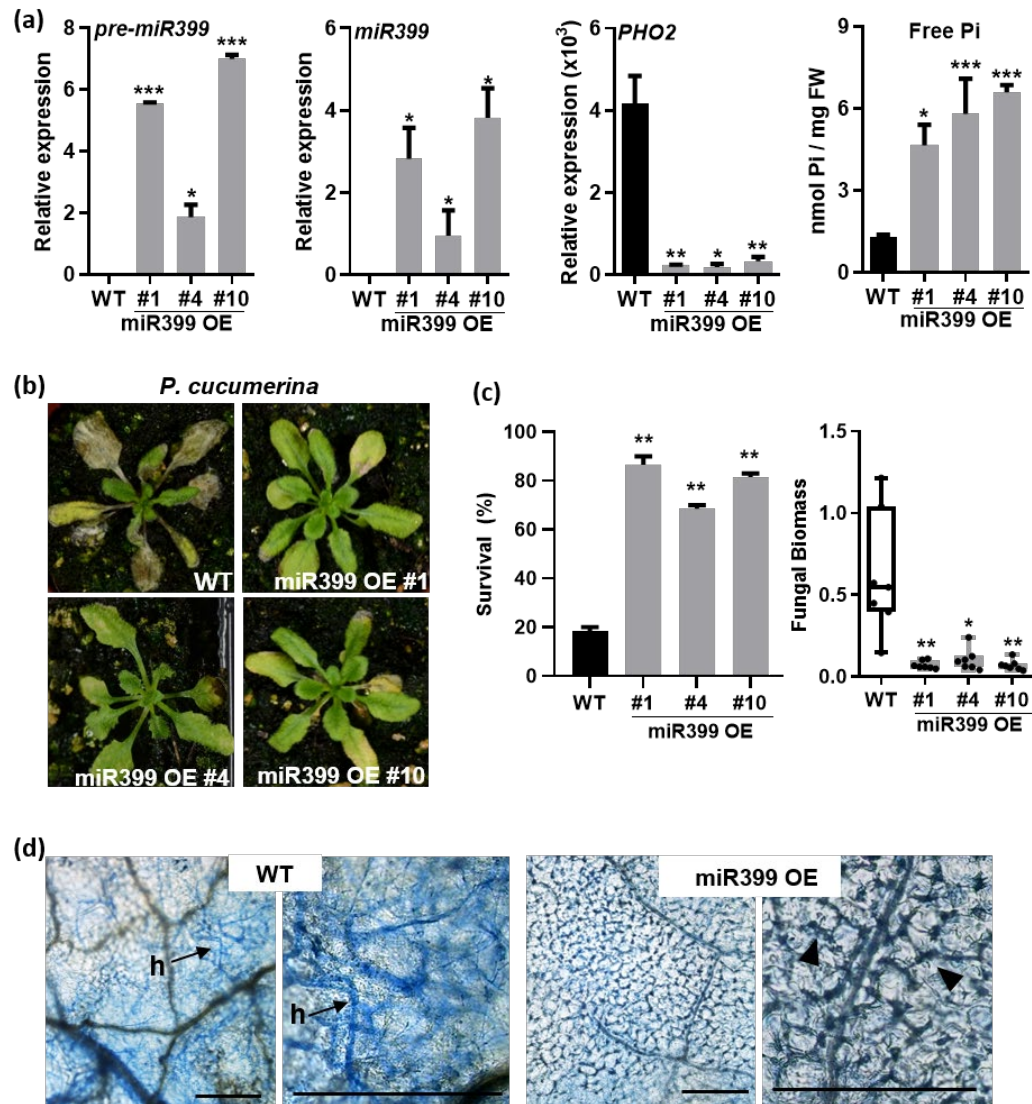 (a)
pre-miR399
Relative expression
8
6
4
2
0
***
*
***
WT #1 #4 #10
miR399 OE
miR399
Relative expression
6
4
2
0
*
*
*
WT #1 #4 #10
miR399 OE
PHO2
Relative expression (x10³)
6
4
2
0
**
*
**
WT #1 #4 #10
miR399 OE
Free Pi
nmol Pi / mg FW
9
6
3
0
*
***
***
WT #1 #4 #10
miR399 OE
(b)
P. cucumerina
WT
miR399 OE #1
miR399 OE #4
miR399 OE #10
(c)
Survival (%)
100
80
60
40
20
0
**
**
**
WT #1 #4 #10
miR399 OE
Fungal Biomass
1.5
1.0
0.5
0.0
**
*
**
WT #1 #4 #10
miR399 OE
(d)
WT
h
h
miR399 OE